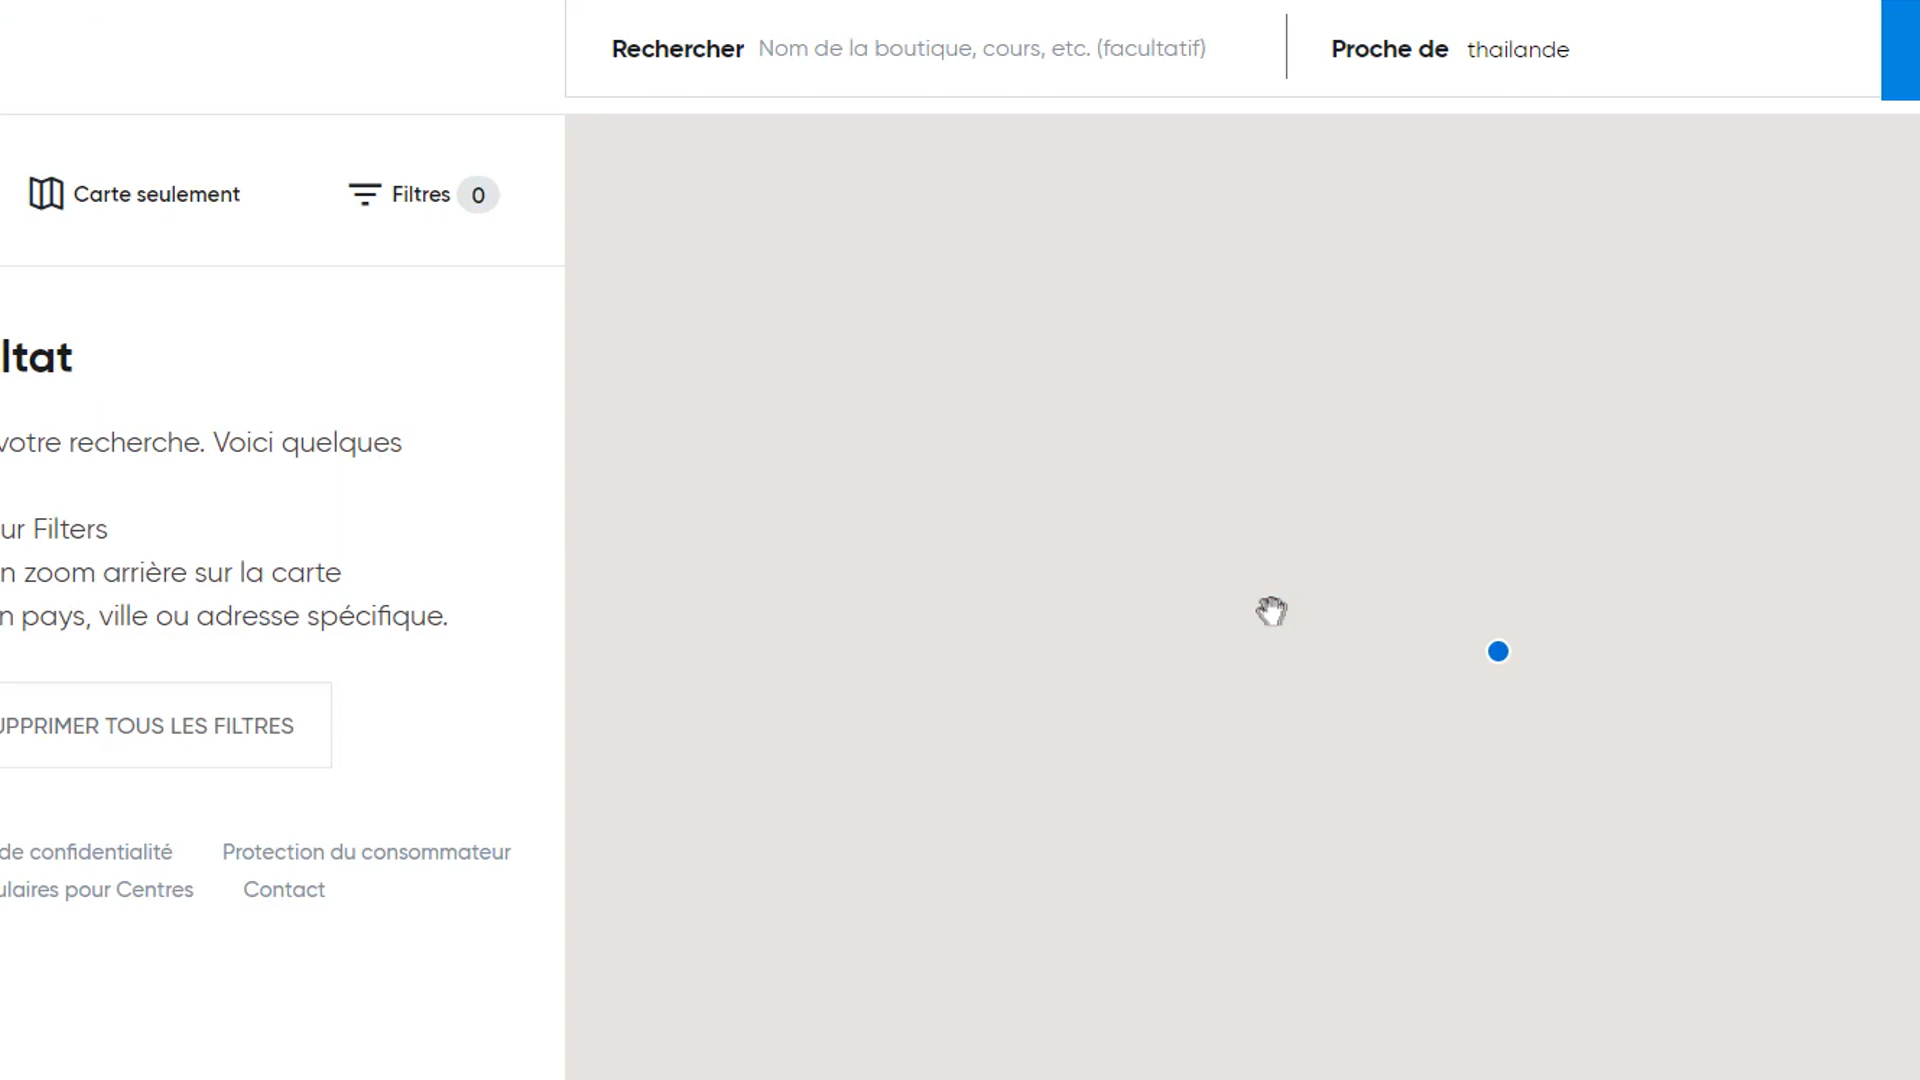 Rechercher Nom de la boutique, cours, etc. (facultatif) Proche de thailande
Carte seulement Filtres 0
ltat
votre recherche. Voici quelques
ur Filters
n zoom arrière sur la carte
n pays, ville ou adresse spécifique.
UPPRIMER TOUS LES FILTRES
de confidentialité Protection du consommateur
ulaires pour Centres Contact